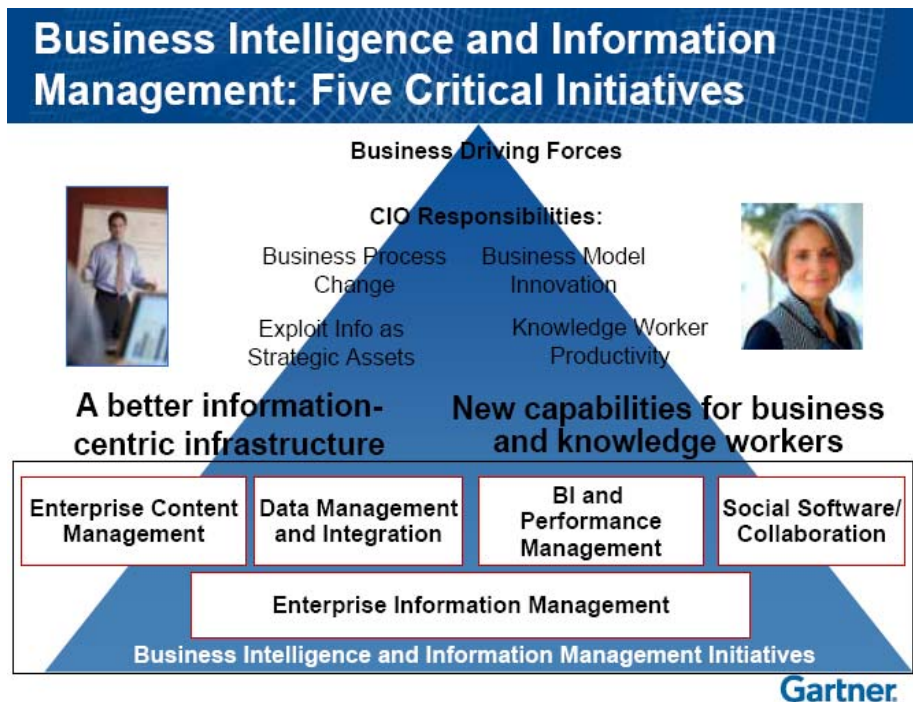 Business Intelligence and Information
Management: Five Critical Initiatives
Business Driving Forces
CIO Responsibilities:
Business Process
Change
Business Model
Innovation
Exploit Info as
Strategic Assets
Knowledge Worker
Productivity
A better information-
centric infrastructure
New capabilities for business
and knowledge workers
Enterprise Content
Management
Data Management
and Integration
BI and
Performance
Management
Social Software/
Collaboration
Enterprise Information Management
Business Intelligence and Information Management Initiatives
Gartner